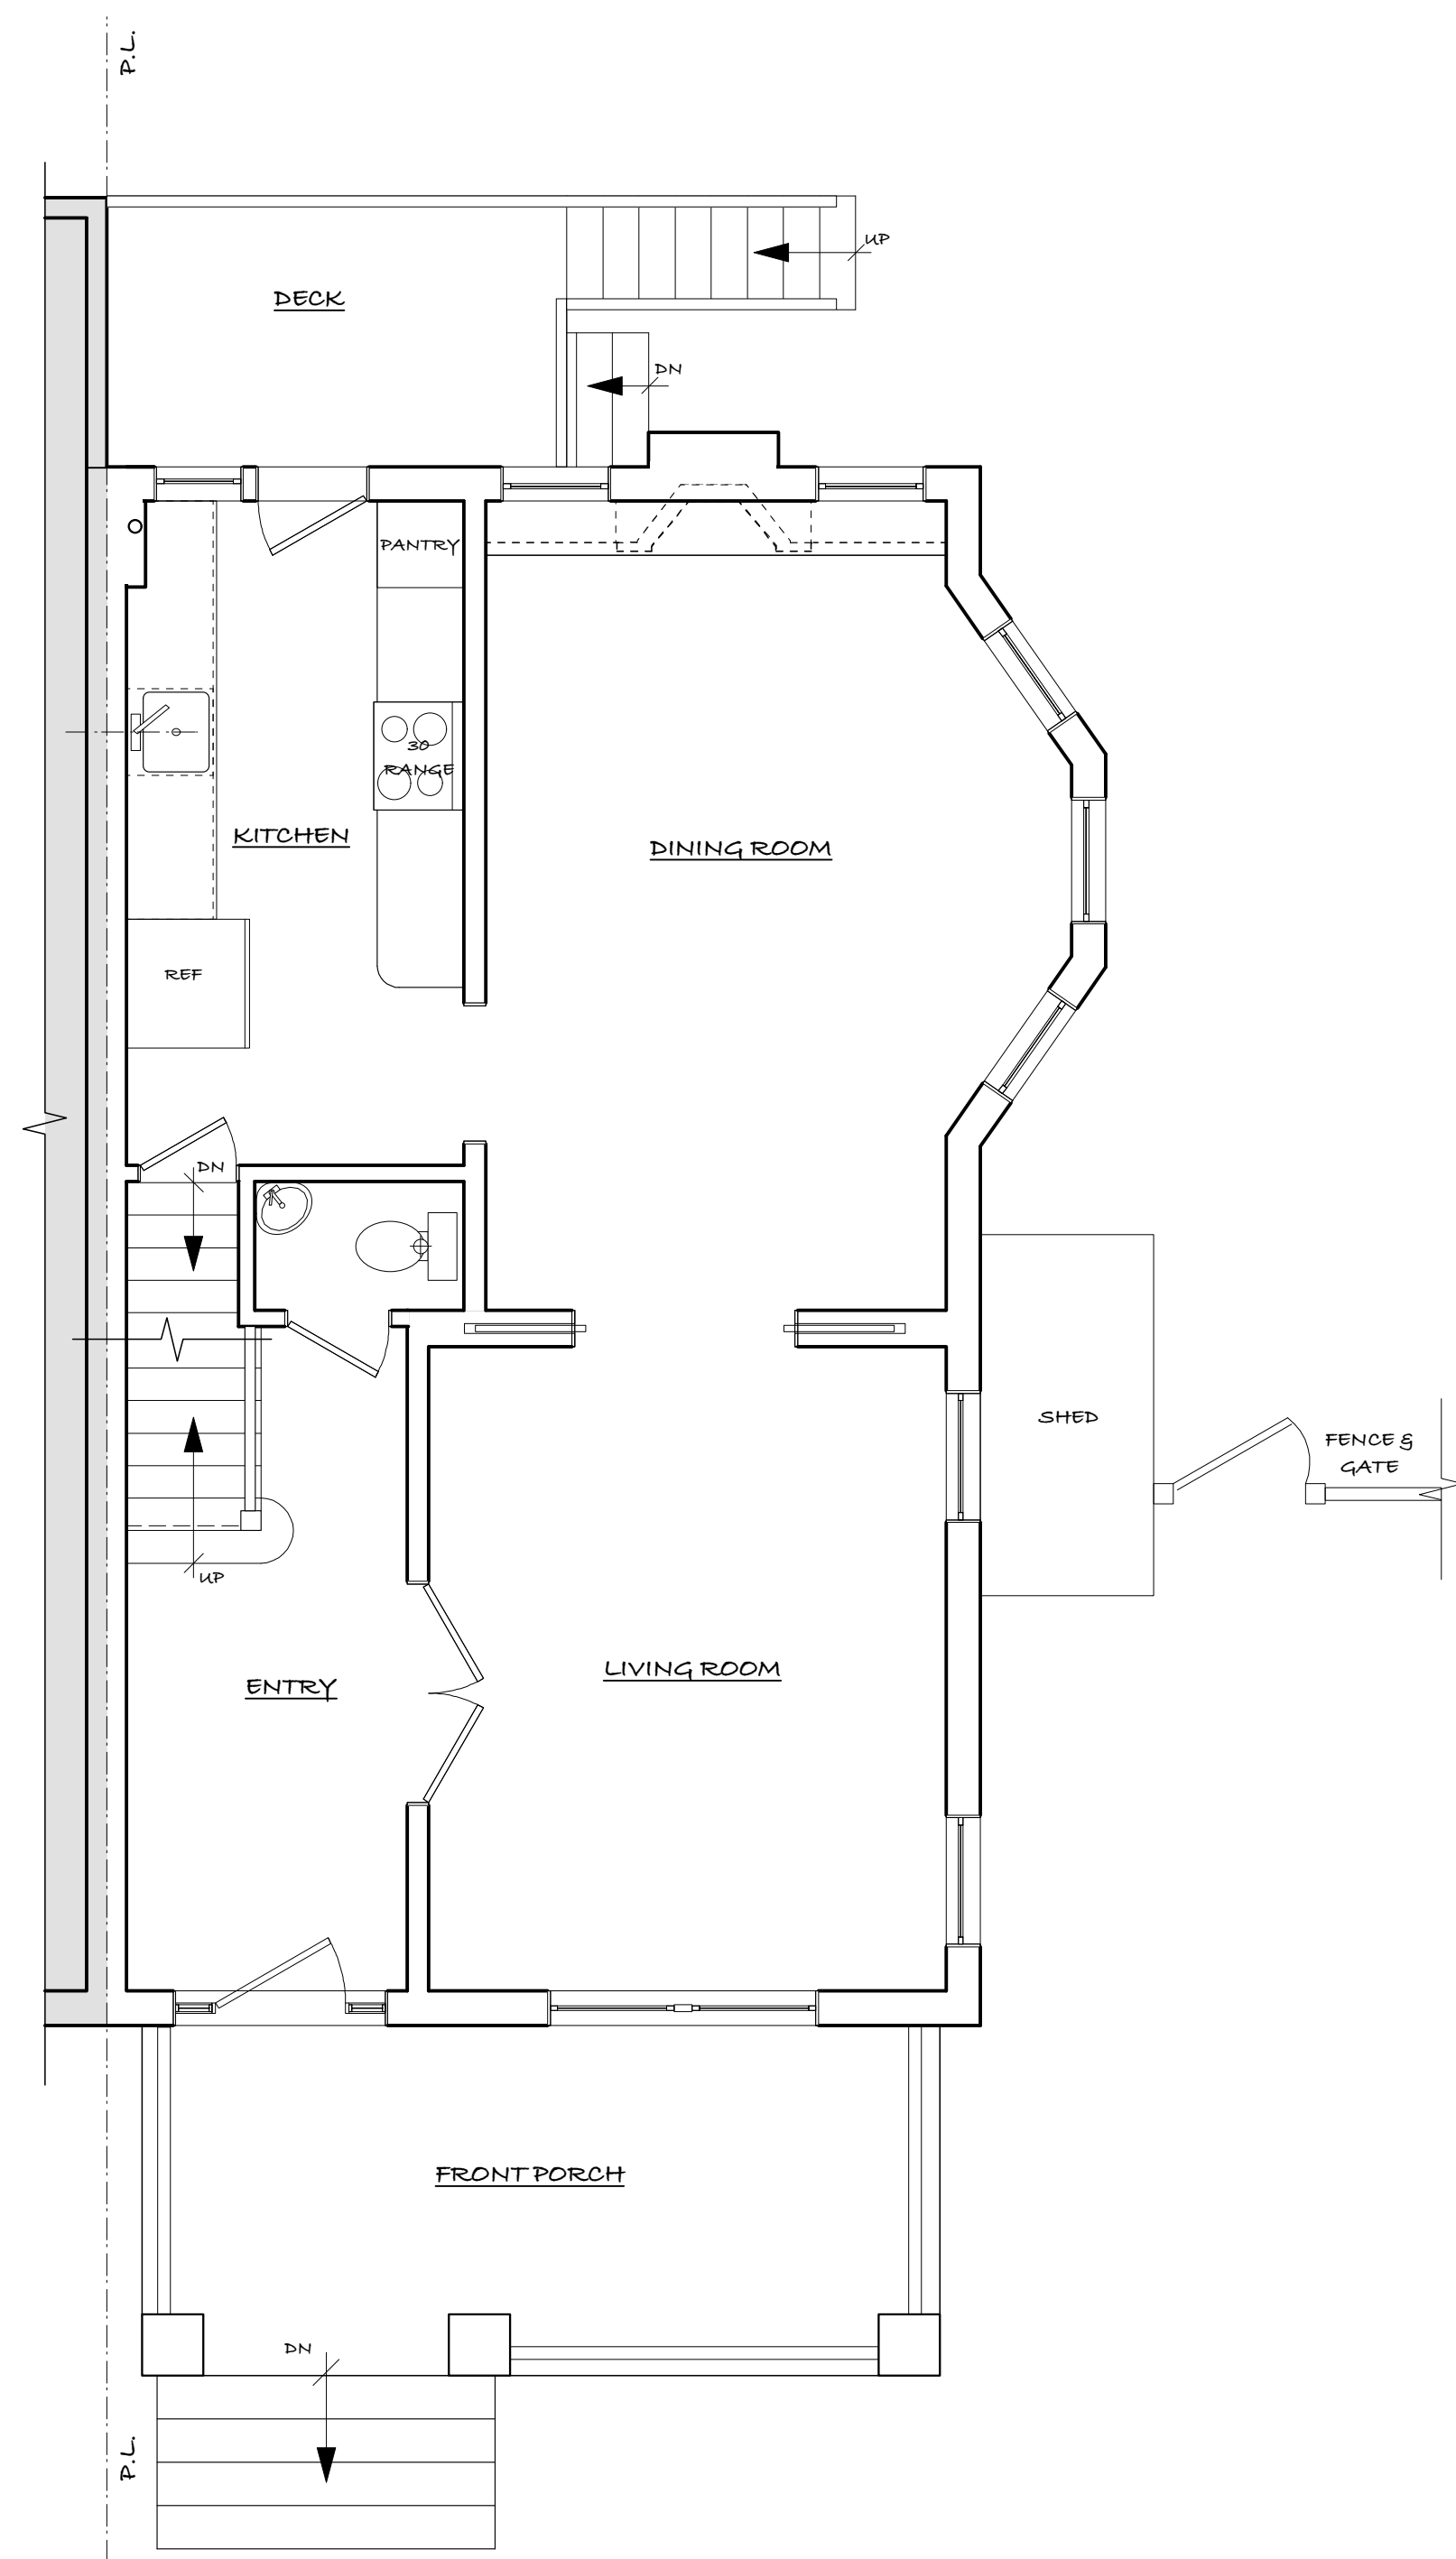 P.L.
UP
DECK
DN
PANTRY
30
RANGE
KITCHEN
DINING ROOM
REF
DN
SHED
FENCE &
GATE
UP
LIVING ROOM
ENTRY
FRONT PORCH
DN
P.L.